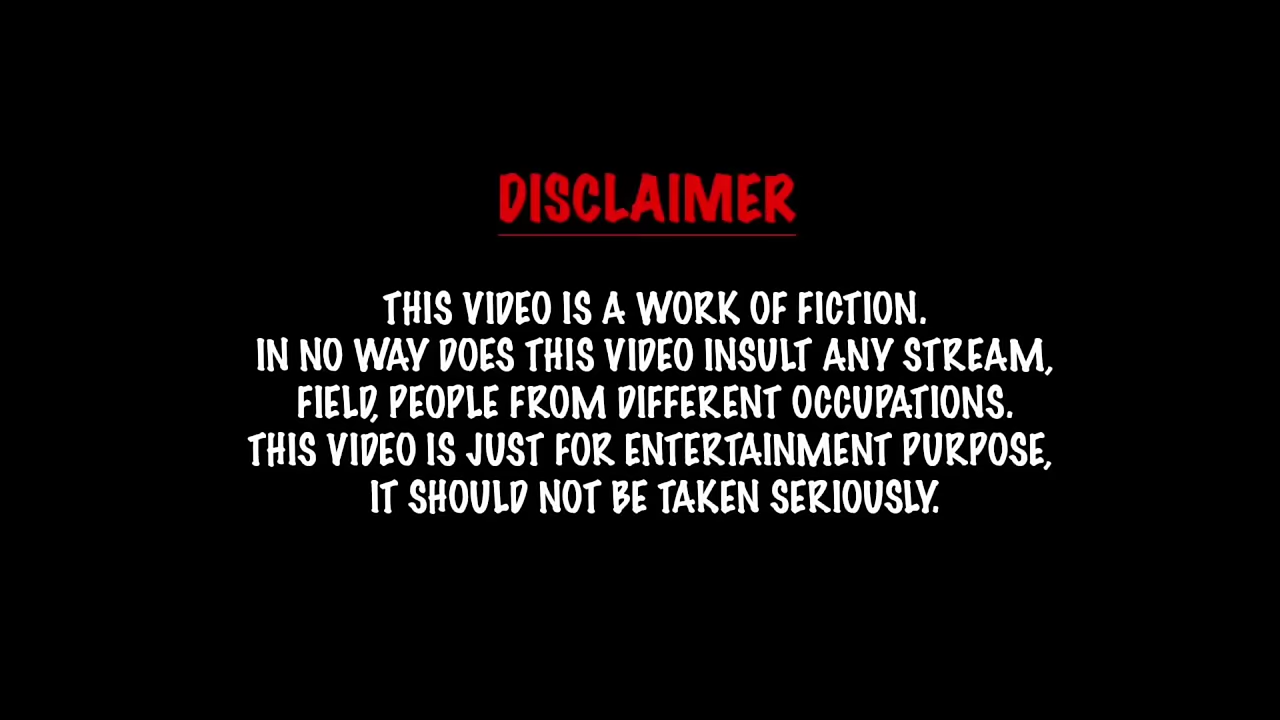 DISCLAIMER
THIS VIDEO IS A WORK OF FICTION.
IN NO WAY DOES THIS VIDEO INSULT ANY STREAM,
FIELD, PEOPLE FROM DIFFERENT OCCUPATIONS.
THIS VIDEO IS JUST FOR ENTERTAINMENT PURPOSE,
IT SHOULD NOT BE TAKEN SERIOUSLY.